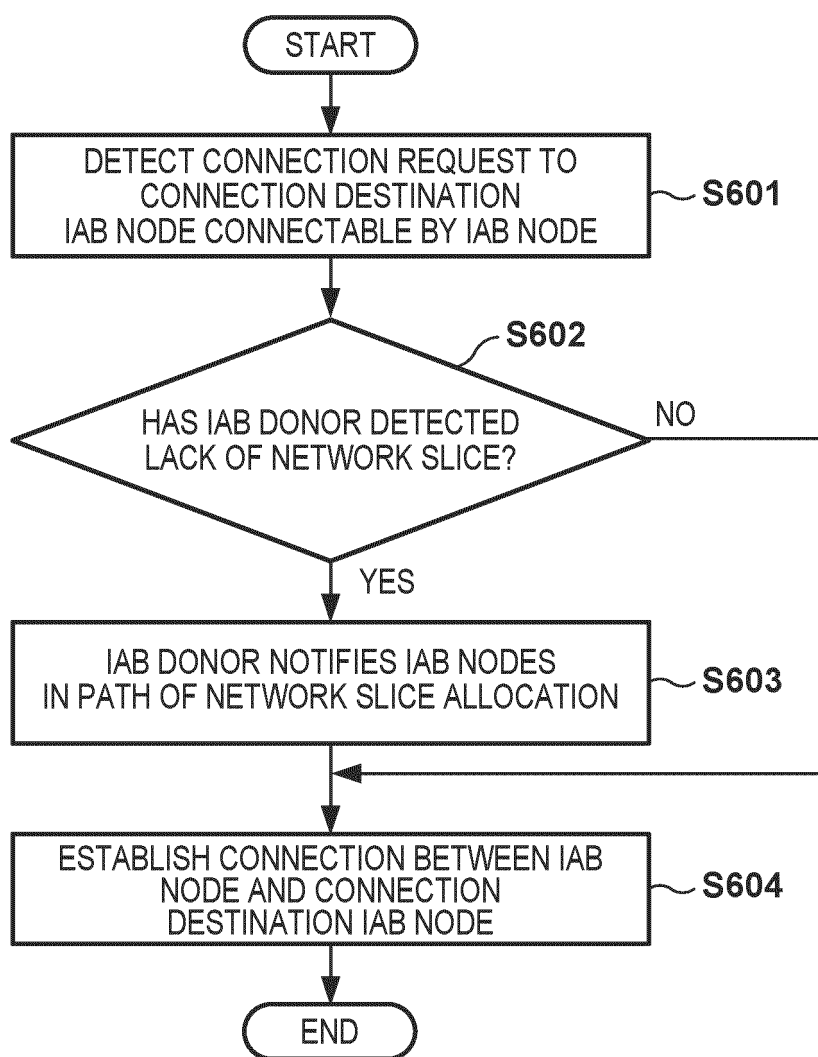 START
DETECT CONNECTION REQUEST TO
CONNECTION DESTINATION
IAB NODE CONNECTABLE BY IAB NODE
S601
S602
HAS IAB DONOR DETECTED
LACK OF NETWORK SLICE?
NO
YES
IAB DONOR NOTIFIES IAB NODES
IN PATH OF NETWORK SLICE ALLOCATION
S603
ESTABLISH CONNECTION BETWEEN IAB
NODE AND CONNECTION
DESTINATION IAB NODE
S604
END